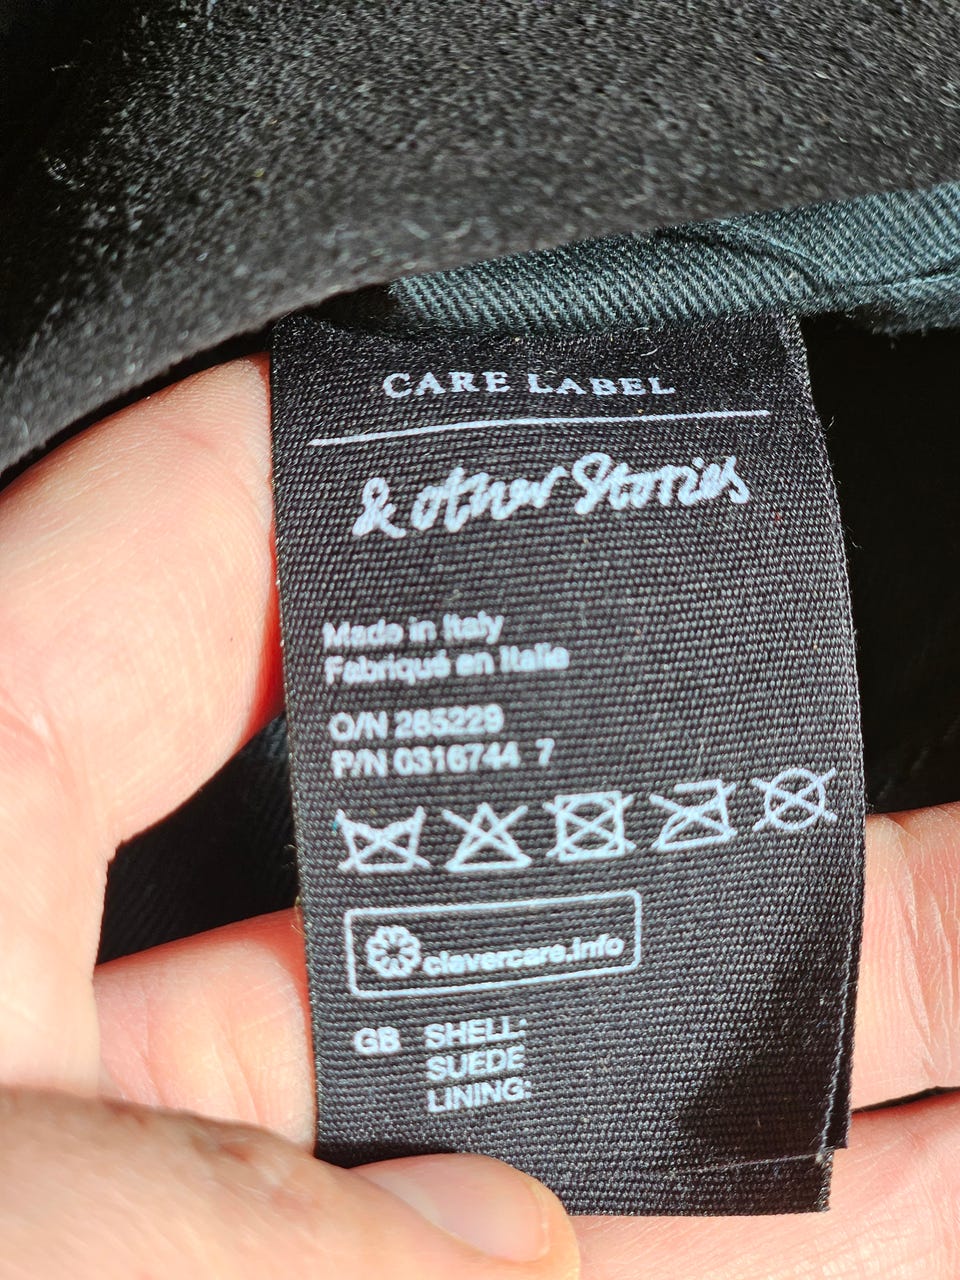 CARE LABEL
& other Stories
Made in Italy
Fabriqué en Italie
O/N 285229
P/N 0316744 7
clevercare.info
GB SHELL:
SUEDE
LINING: